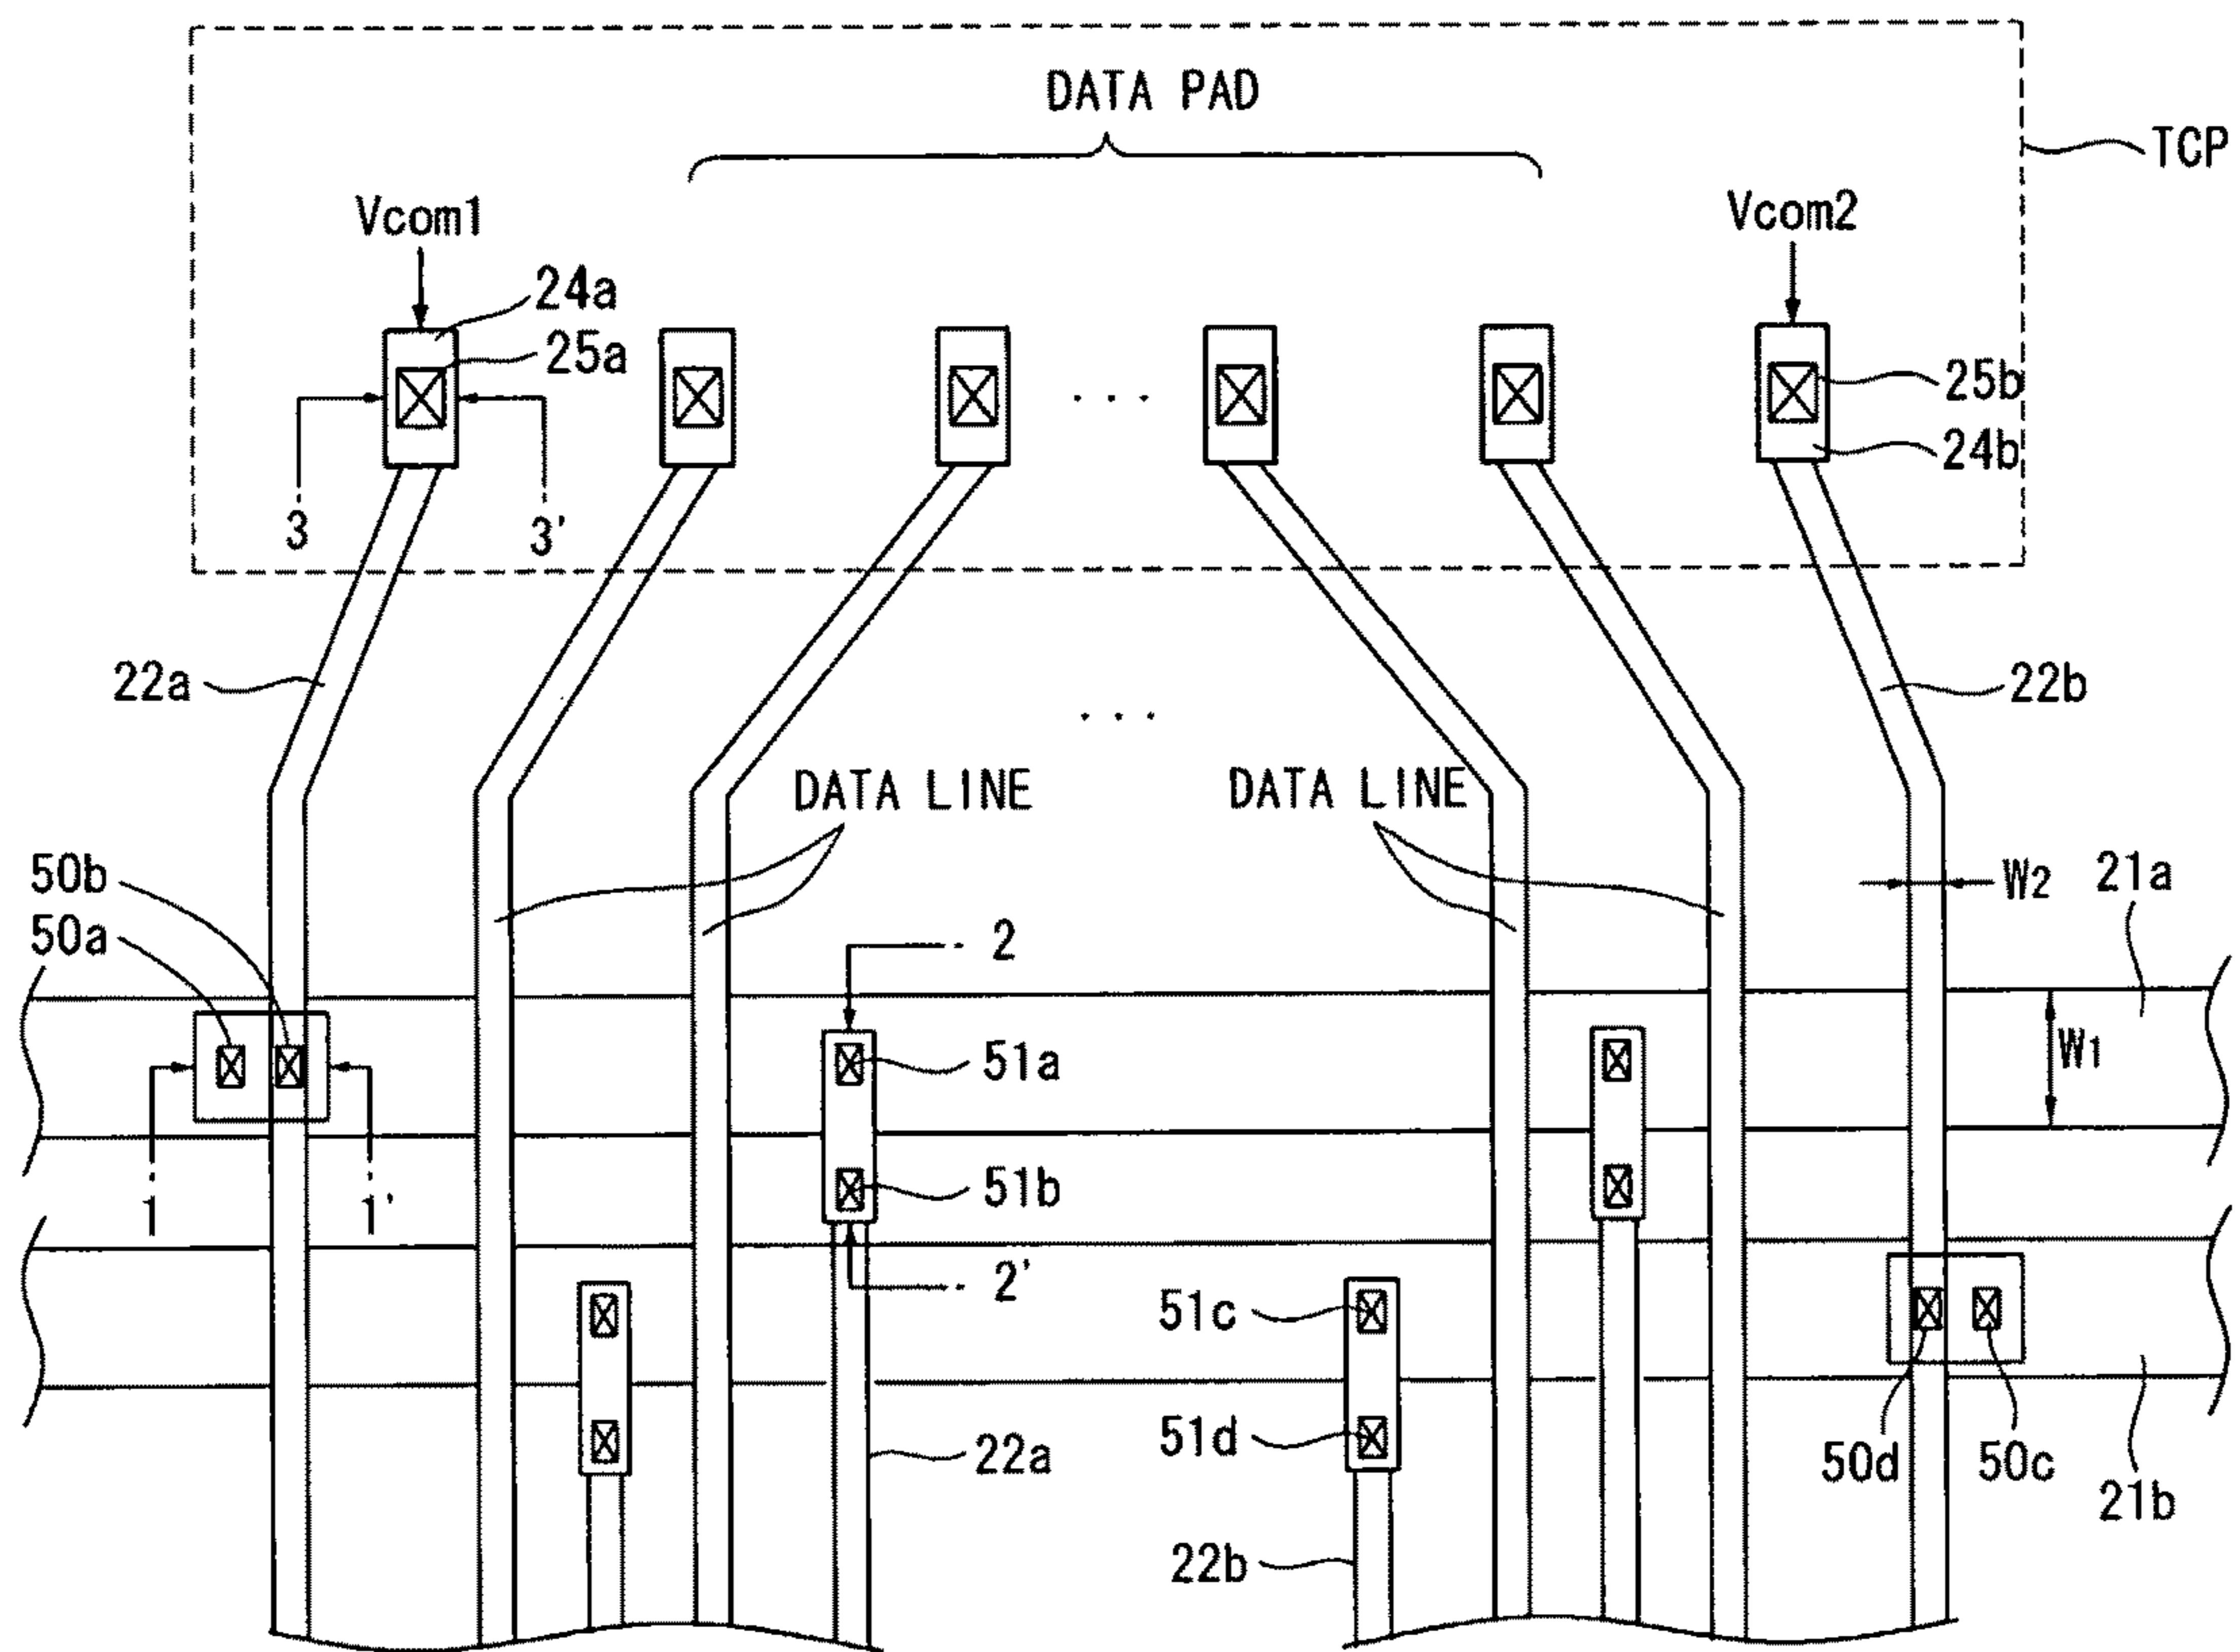 DATA PAD
TCP
Vcom1
Vcom2
24a
25a
25b
24b
3
3'
22a
22b
DATA LINE
DATA LINE
50b
W2
21a
50a
2
51a
W1
51b
1
1'
2'
51c
51d
22a
50d
50c
21b
22b